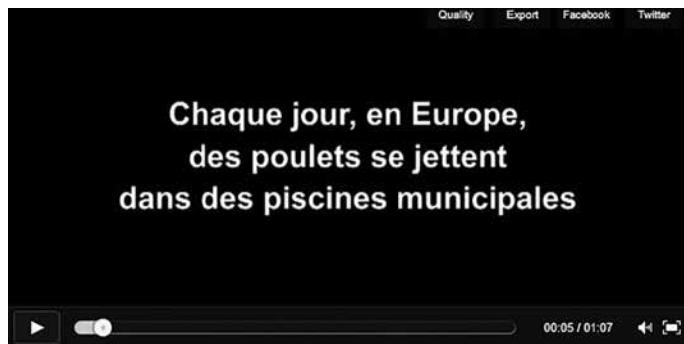 Quality Export Facebook Twitter
Chaque jour, en Europe,
des poulets se jettent
dans des piscines municipales
00:05 / 01:07